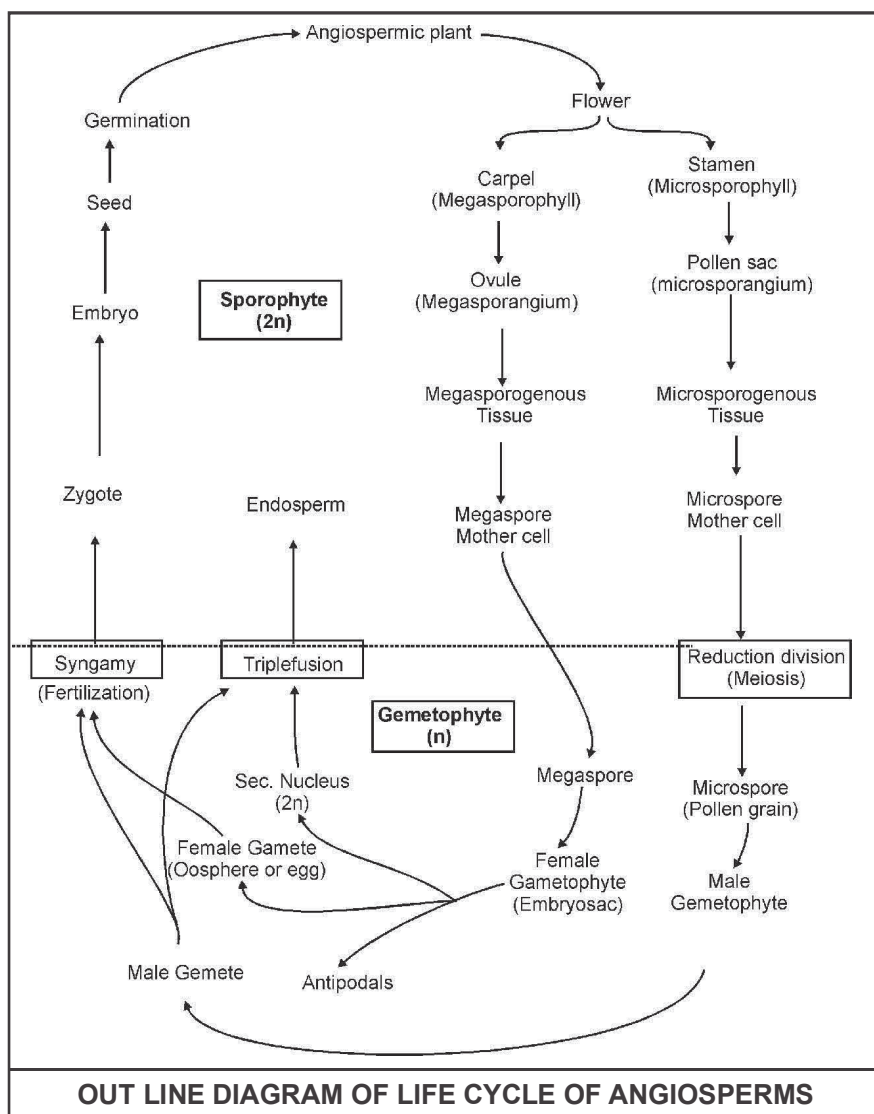 Angiospermic plant
Flower
Germination
Carpel
(Megasporophyll)
Stamen
(Microsporophyll)
Seed
Ovule
(Megasporangium)
Pollen sac
(microsporangium)
Sporophyte
(2n)
Embryo
Megasporogenous
Tissue
Microsporogenous
Tissue
Zygote
Endosperm
Megaspore
Mother cell
Microspore
Mother cell
Syngamy
(Fertilization)
Triplefusion
Reduction division
(Meiosis)
Gemetophyte
(n)
Megaspore
Sec. Nucleus
(2n)
Microspore
(Pollen grain)
Female Gamete
(Oosphere or egg)
Female
Gametophyte
(Embryosac)
Male
Gemetophyte
Male Gemete
Antipodals
OUT LINE DIAGRAM OF LIFE CYCLE OF ANGIOSPERMS